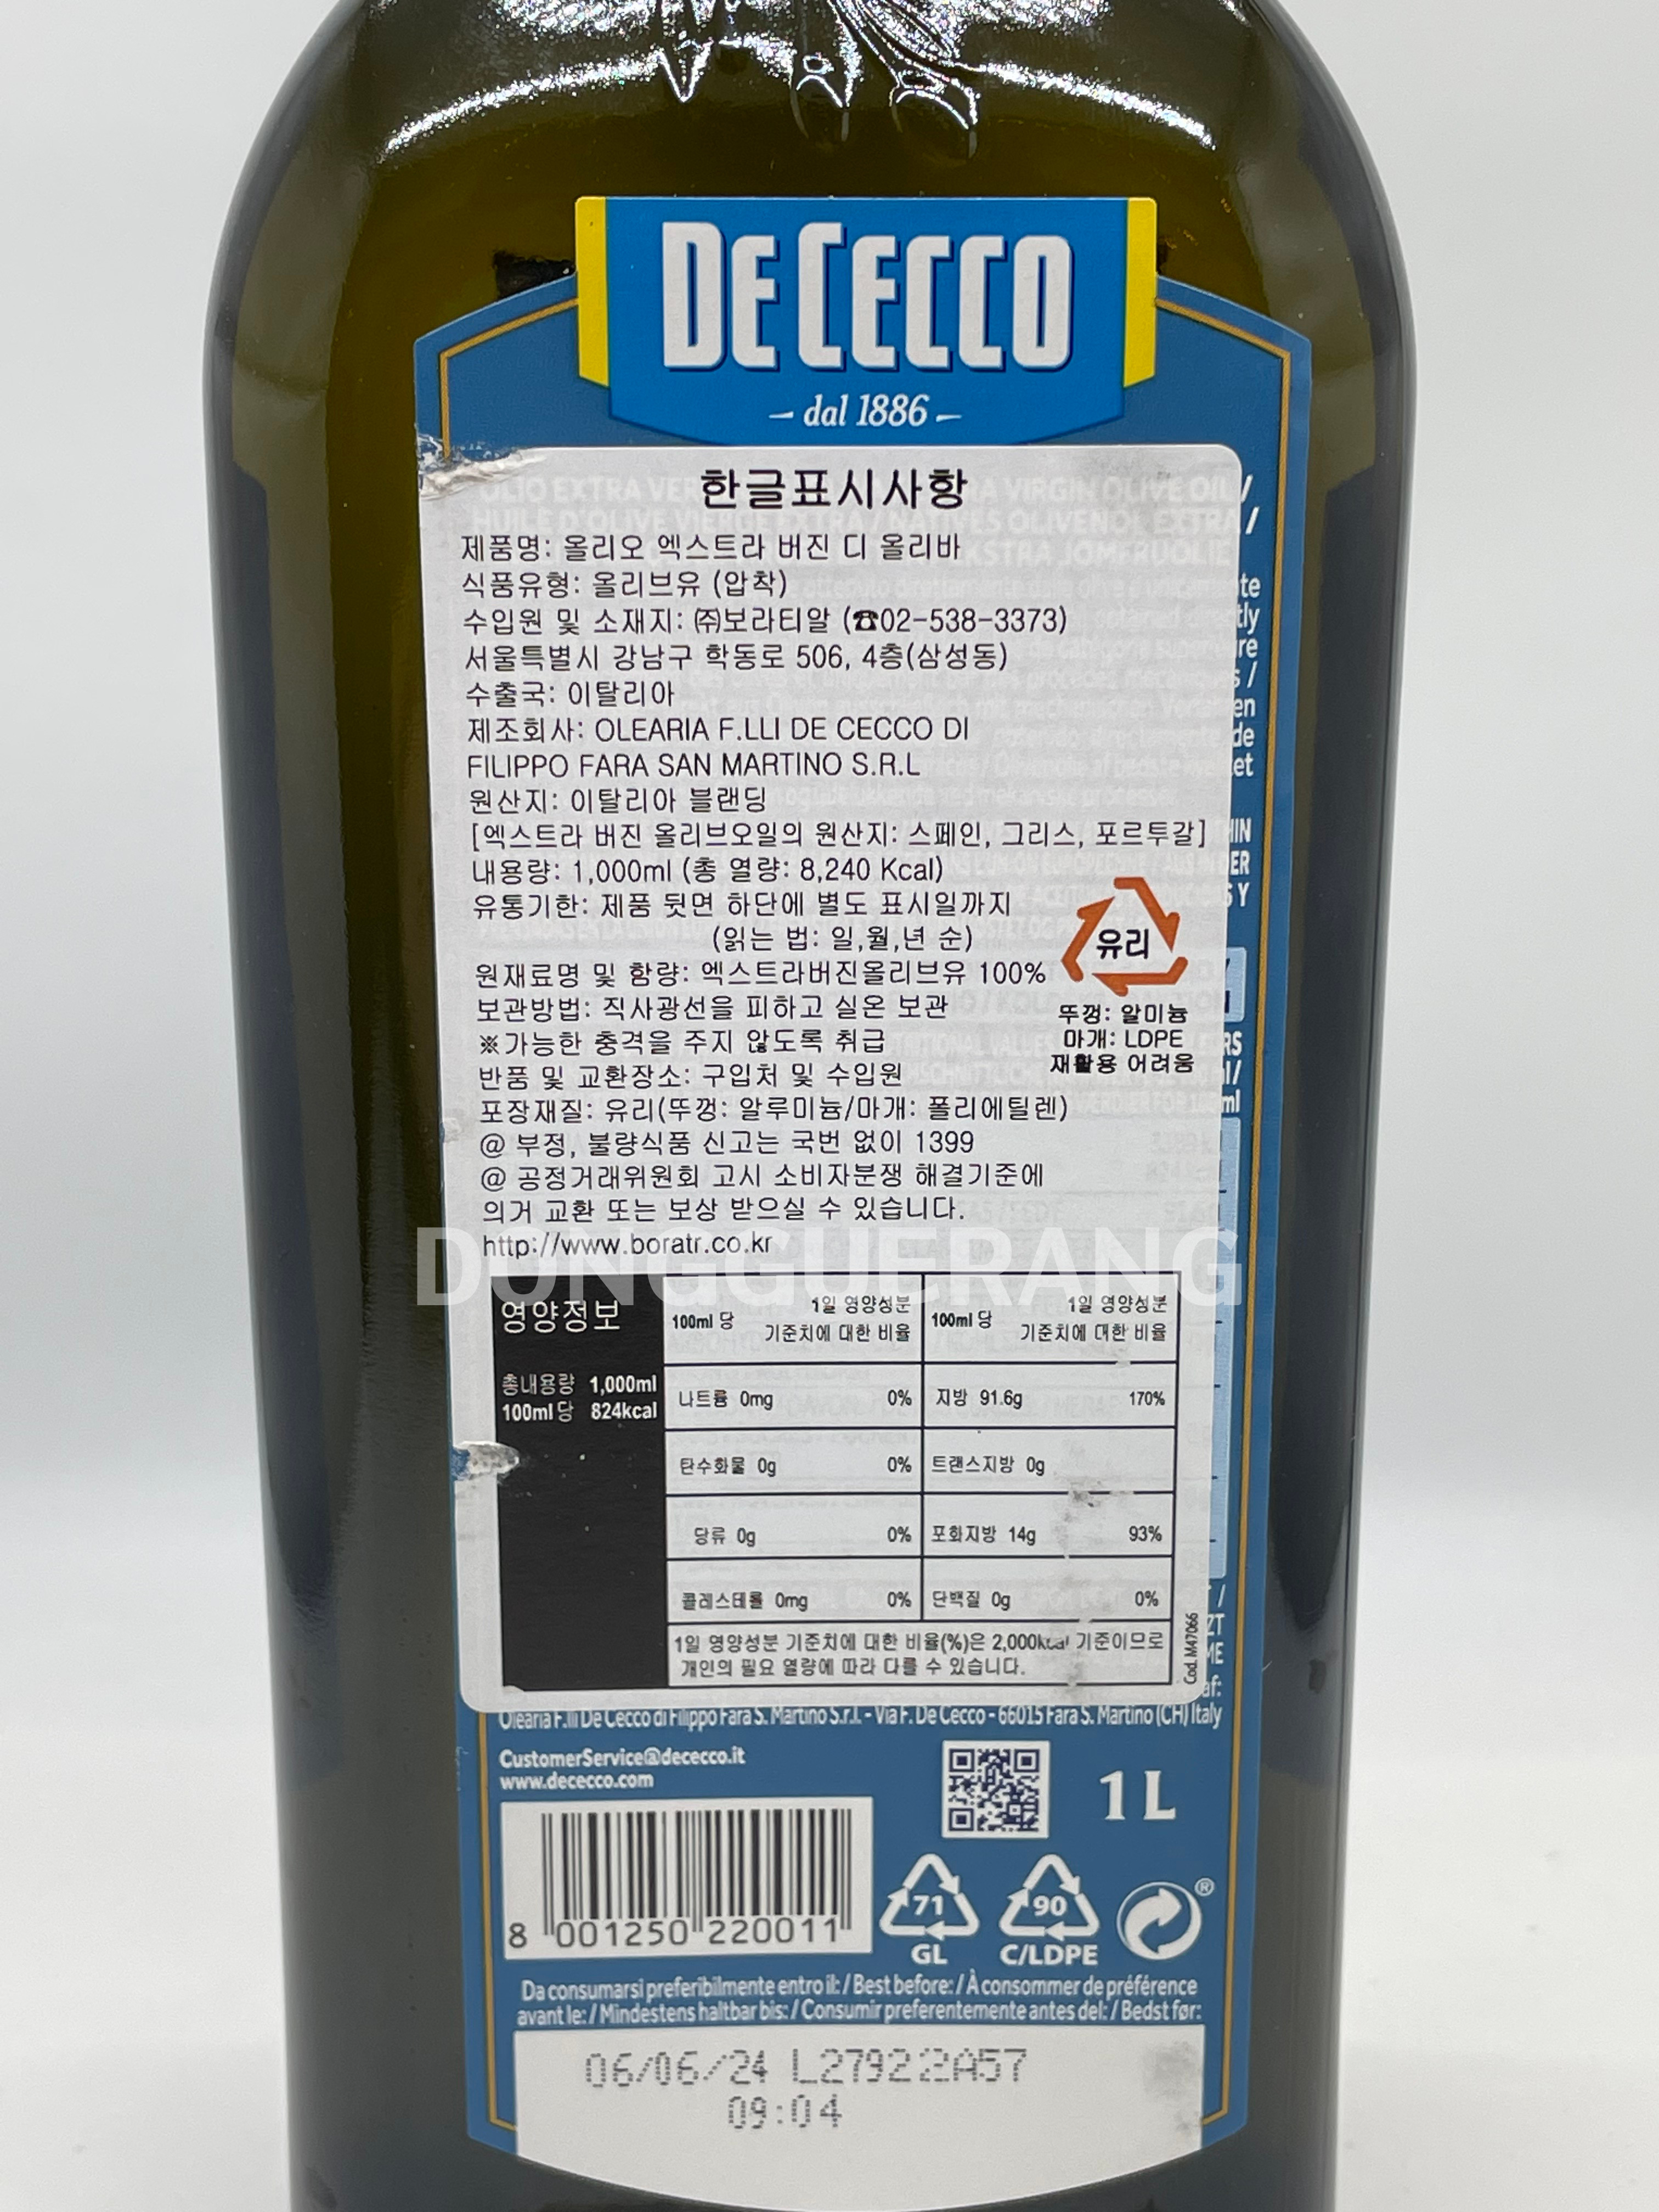 DE CECCO
dal 1886
한글표시사항
제품명: 올리오 엑스트라 버진 디 올리바
식품유형: 올리브유 (압착)
수입원 및 소재지: ㈜보라티알 (☎02-538-3373)
서울특별시 강남구 학동로 506, 4층(삼성동)
수출국: 이탈리아
제조회사: OLEARIA F.LLI DE CECCO DI
FILIPPO FARA SAN MARTINO S.R.L
원산지: 이탈리아 블랜딩
[엑스트라 버진 올리브오일의 원산지: 스페인, 그리스, 포르투갈]
내용량: 1,000ml (총 열량: 8,240 Kcal)
유통기한: 제품 뒷면 하단에 별도 표시일까지
(읽는 법: 일,월,년 순)
원재료명 및 함량: 엑스트라버진올리브유 100%
보관방법: 직사광선을 피하고 실온 보관
※가능한 충격을 주지 않도록 취급
반품 및 교환장소: 구입처 및 수입원
포장재질: 유리(뚜껑: 알루미늄/마개: 폴리에틸렌)
@ 부정, 불량식품 신고는 국번 없이 1399
@ 공정거래위원회 고시 소비자분쟁 해결기준에
의거 교환 또는 보상 받으실 수 있습니다.
http://www.boratr.co.kr
유리
뚜껑: 알미늄
마개: LDPE
재활용 어려움
DONGGUERANG
영양정보
총내용량 1,000ml
100ml 당 824kcal
100ml 당 1일 영양성분 기준치에 대한 비율 100ml 당 1일 영양성분 기준치에 대한 비율
나트륨 0mg 0% 지방 91.6g 170%
탄수화물 0g 0% 트랜스지방 0g
당류 0g 0% 포화지방 14g 93%
콜레스테롤 0mg 0% 단백질 0g 0%
1일 영양성분 기준치에 대한 비율(%)은 2,000kcal 기준이므로
개인의 필요 열량에 따라 다를 수 있습니다.
Cod. M47066
Olearia F.lli De Cecco di Filippo Fara S. Martino S.r.l. - Via F. De Cecco - 66015 Fara S. Martino (CH) Italy
CustomerService@dececco.it
www.dececco.com
1 L
8 001250 220011
71
GL
90
C/LDPE
®
Da consumarsi preferibilmente entro il: / Best before: / À consommer de préférence
avant le: / Mindestens haltbar bis: / Consumir preferentemente antes del: / Bedst før:
06/06/24 L27922A57
09:04